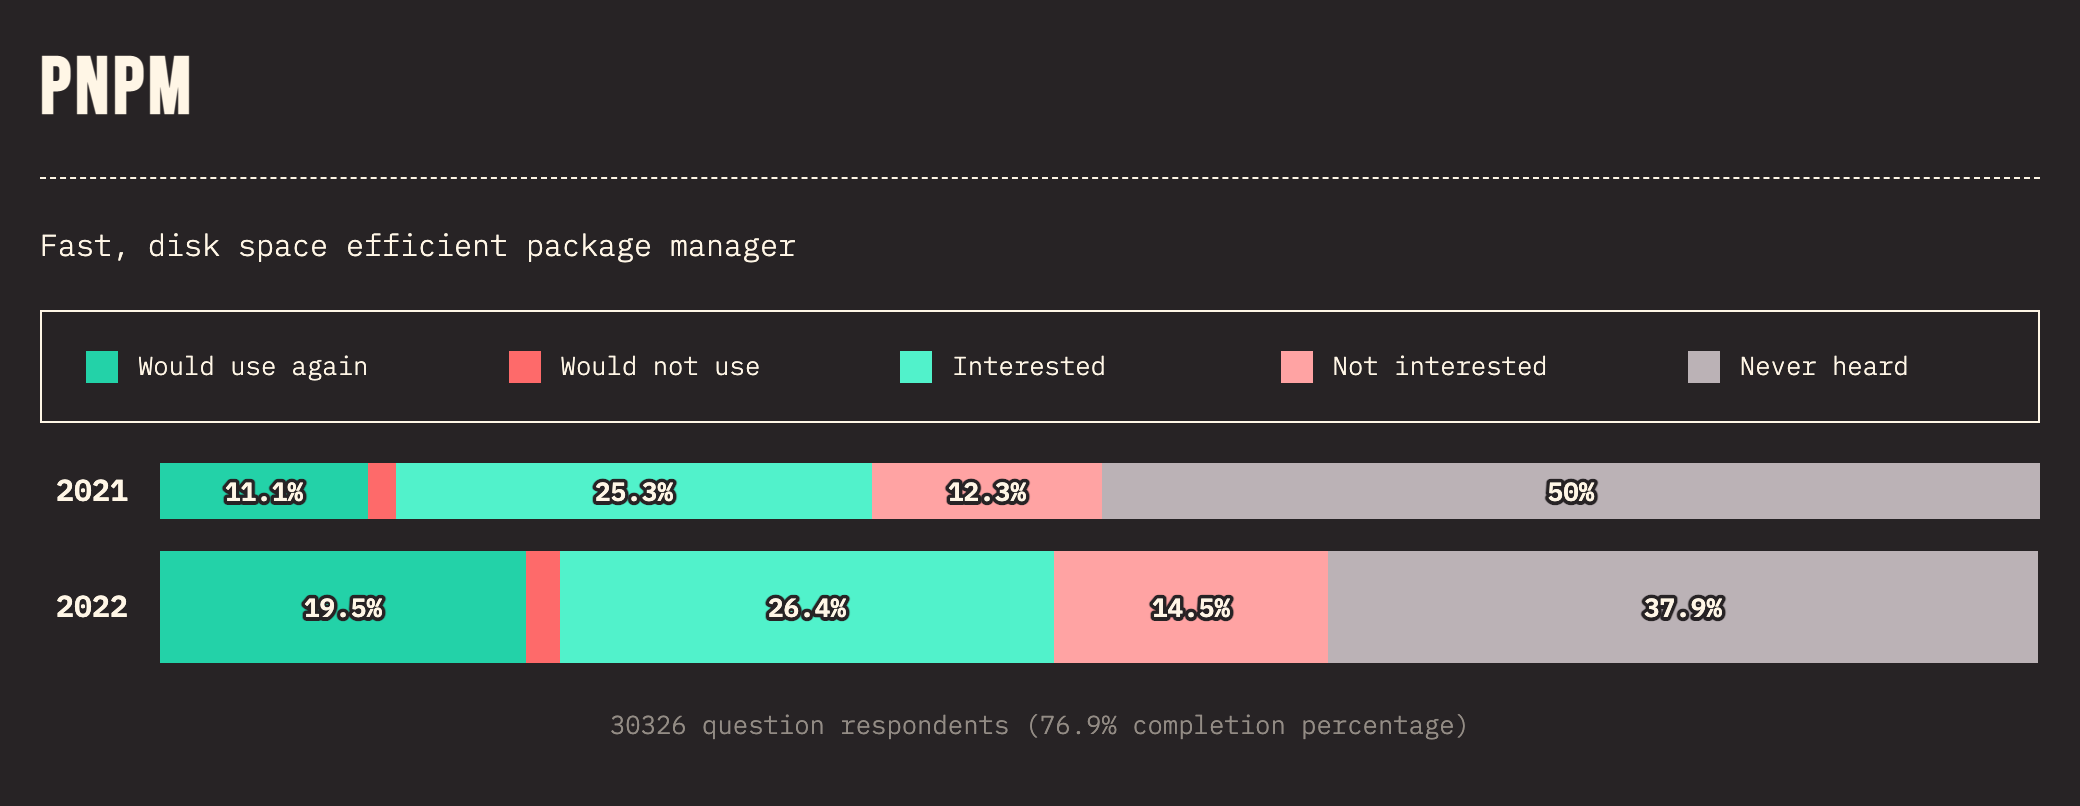 PNPM
Fast, disk space efficient package manager
Would use again Would not use Interested Not interested Never heard
2021 11.1% 25.3% 12.3% 50%
2022 19.5% 26.4% 14.5% 37.9%
30326 question respondents (76.9% completion percentage)